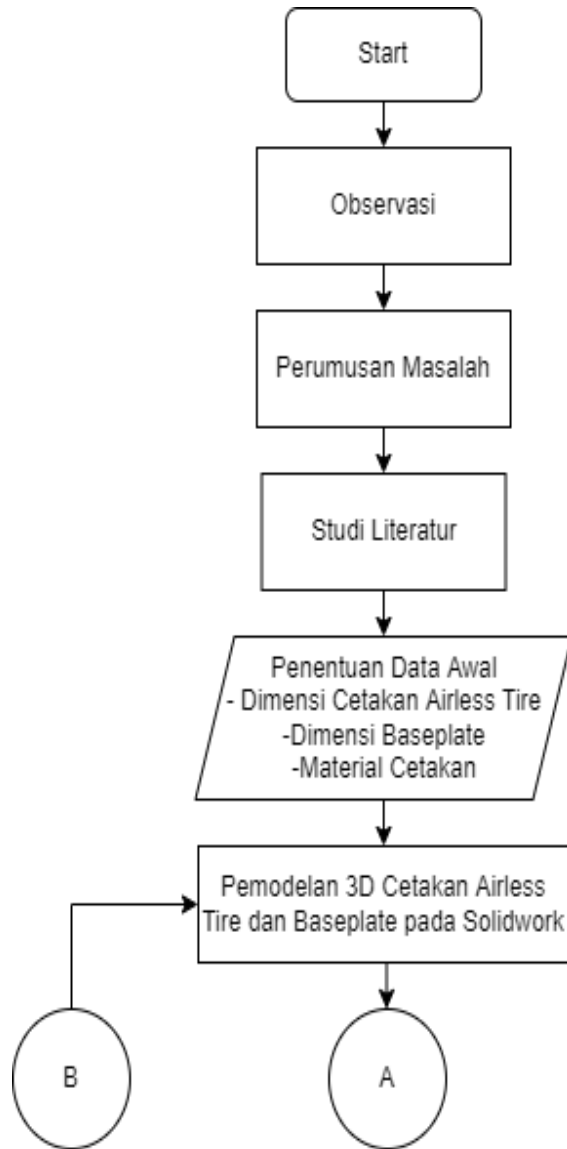 Start
Observasi
Perumusan Masalah
Studi Literatur
Penentuan Data Awal
- Dimensi Cetakan Airless Tire
-Dimensi Baseplate
-Material Cetakan
Pemodelan 3D Cetakan Airless
Tire dan Baseplate pada Solidwork
B
A